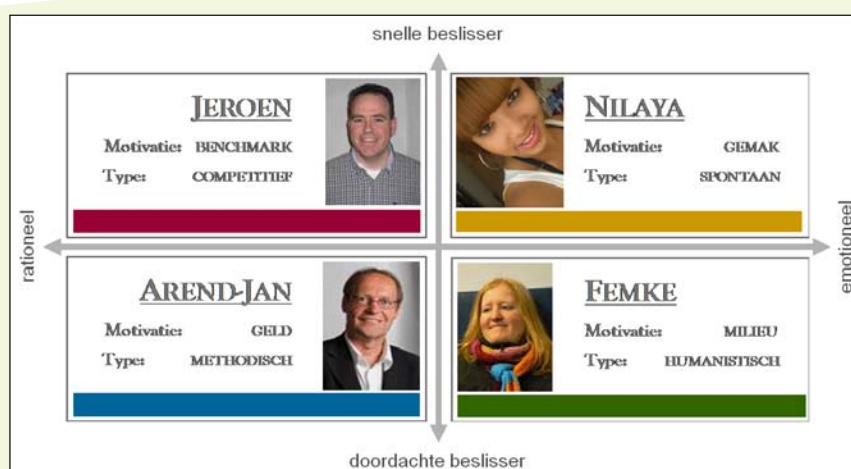 snelle beslisser
JEROEN
Motivatie: BENCHMARK
Type: COMPETITIEF
NILAYA
Motivatie: GEMAK
Type: SPONTAAN
rationeel
emotioneel
AREND-JAN
Motivatie: GELD
Type: METHODISCH
FEMKE
Motivatie: MILIEU
Type: HUMANISTISCH
doordachte beslisser